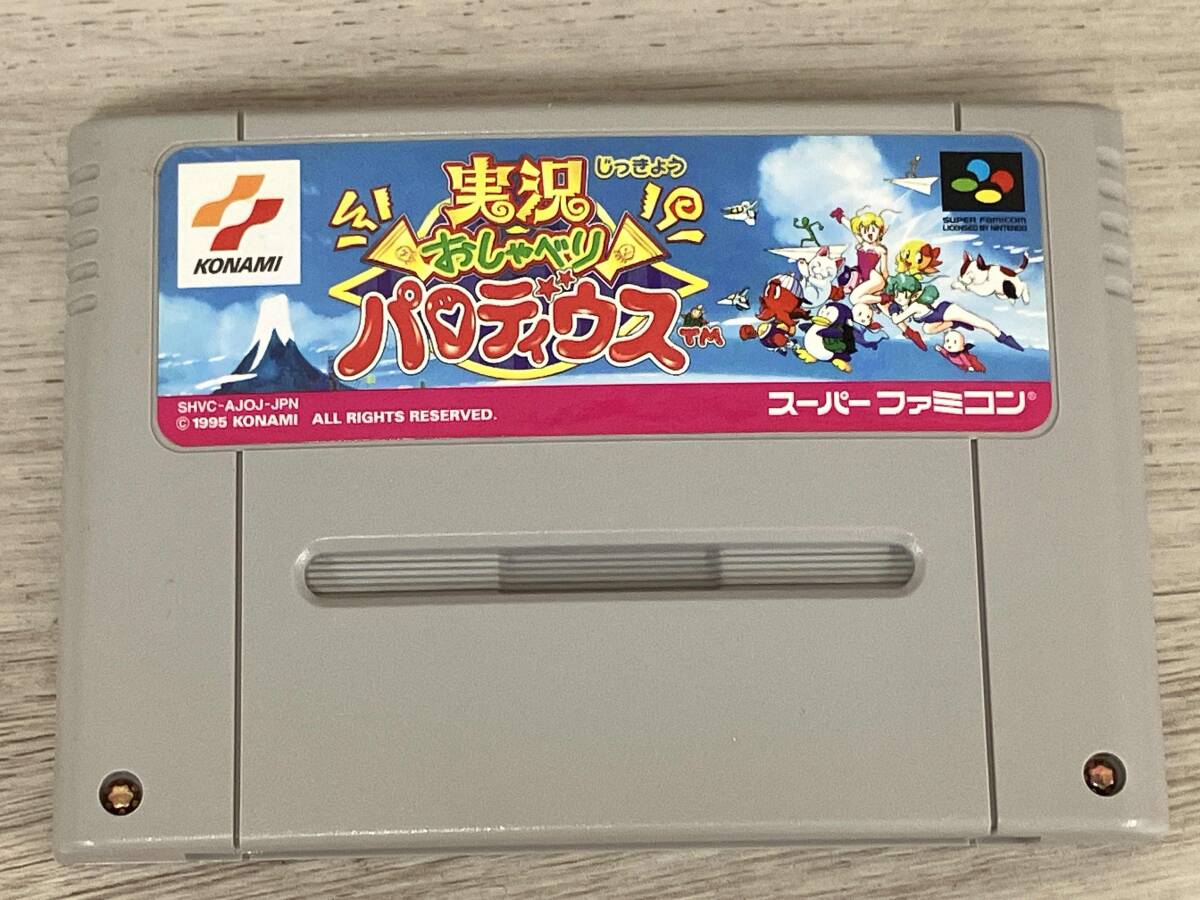 KONAMI
実況 じっきょう
おしゃべり
パロディウス TM
SUPER FAMICOM
LICENSED BY NINTENDO
SHVC-AJOJ-JPN
© 1995 KONAMI ALL RIGHTS RESERVED.
スーパーファミコン®